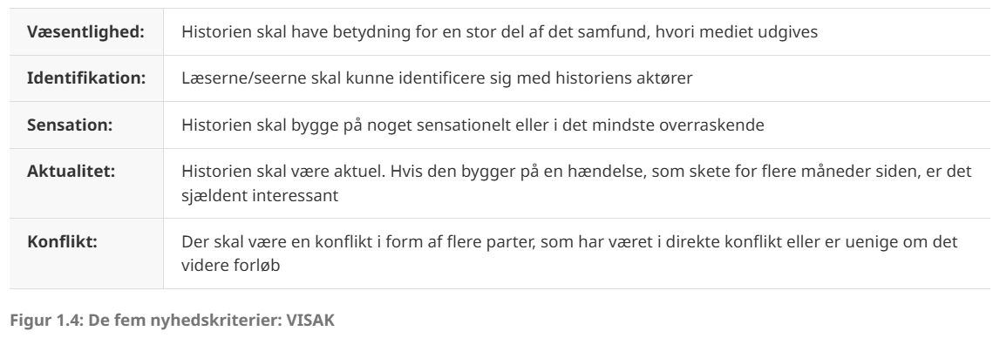 Væsentlighed: Historien skal have betydning for en stor del af det samfund, hvori mediet udgives
Identifikation: Læserne/seerne skal kunne identificere sig med historiens aktører
Sensation: Historien skal bygge på noget sensationelt eller i det mindste overraskende
Aktualitet: Historien skal være aktuel. Hvis den bygger på en hændelse, som skete for flere måneder siden, er det
sjældent interessant
Konflikt: Der skal være en konflikt i form af flere parter, som har været i direkte konflikt eller er uenige om det
videre forløb
Figur 1.4: De fem nyhedskriterier: VISAK